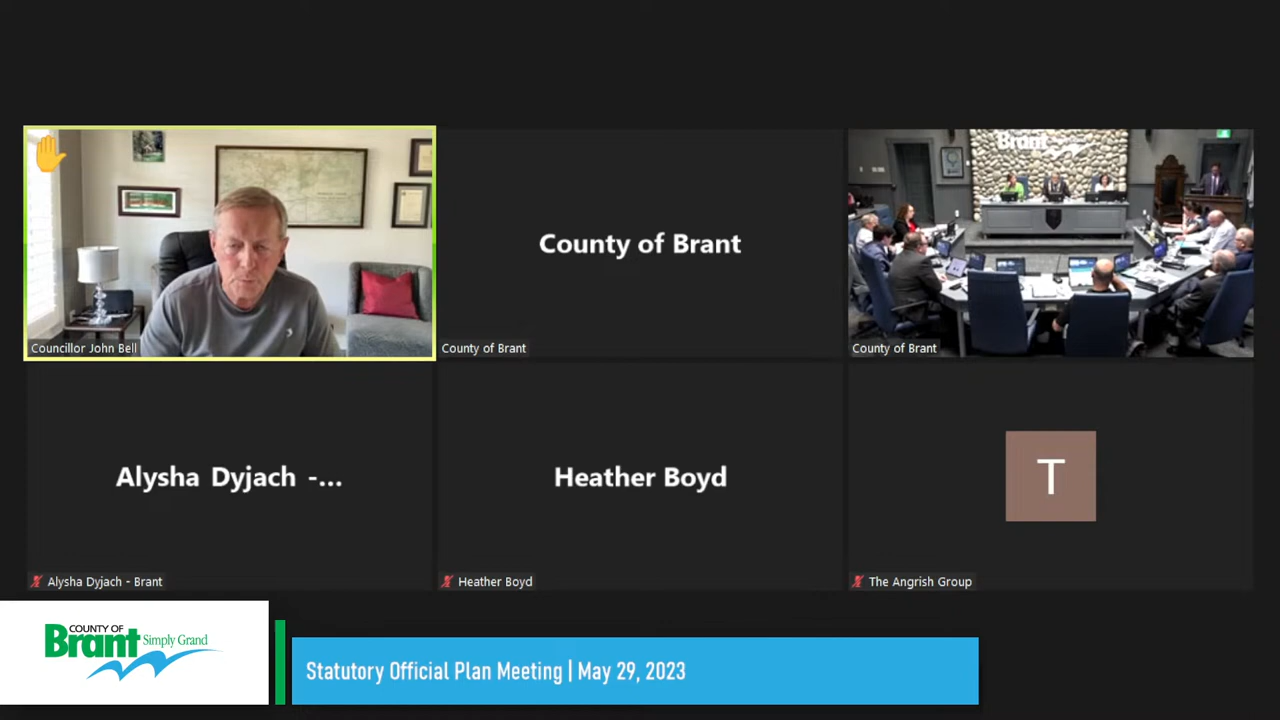 Brant
Councillor John Bell
County of Brant
County of Brant
County of Brant
Alysha Dyjach -...
Alysha Dyjach - Brant
Heather Boyd
Heather Boyd
T
The Angrish Group
COUNTY OF
Brant Simply Grand
Statutory Official Plan Meeting | May 29, 2023